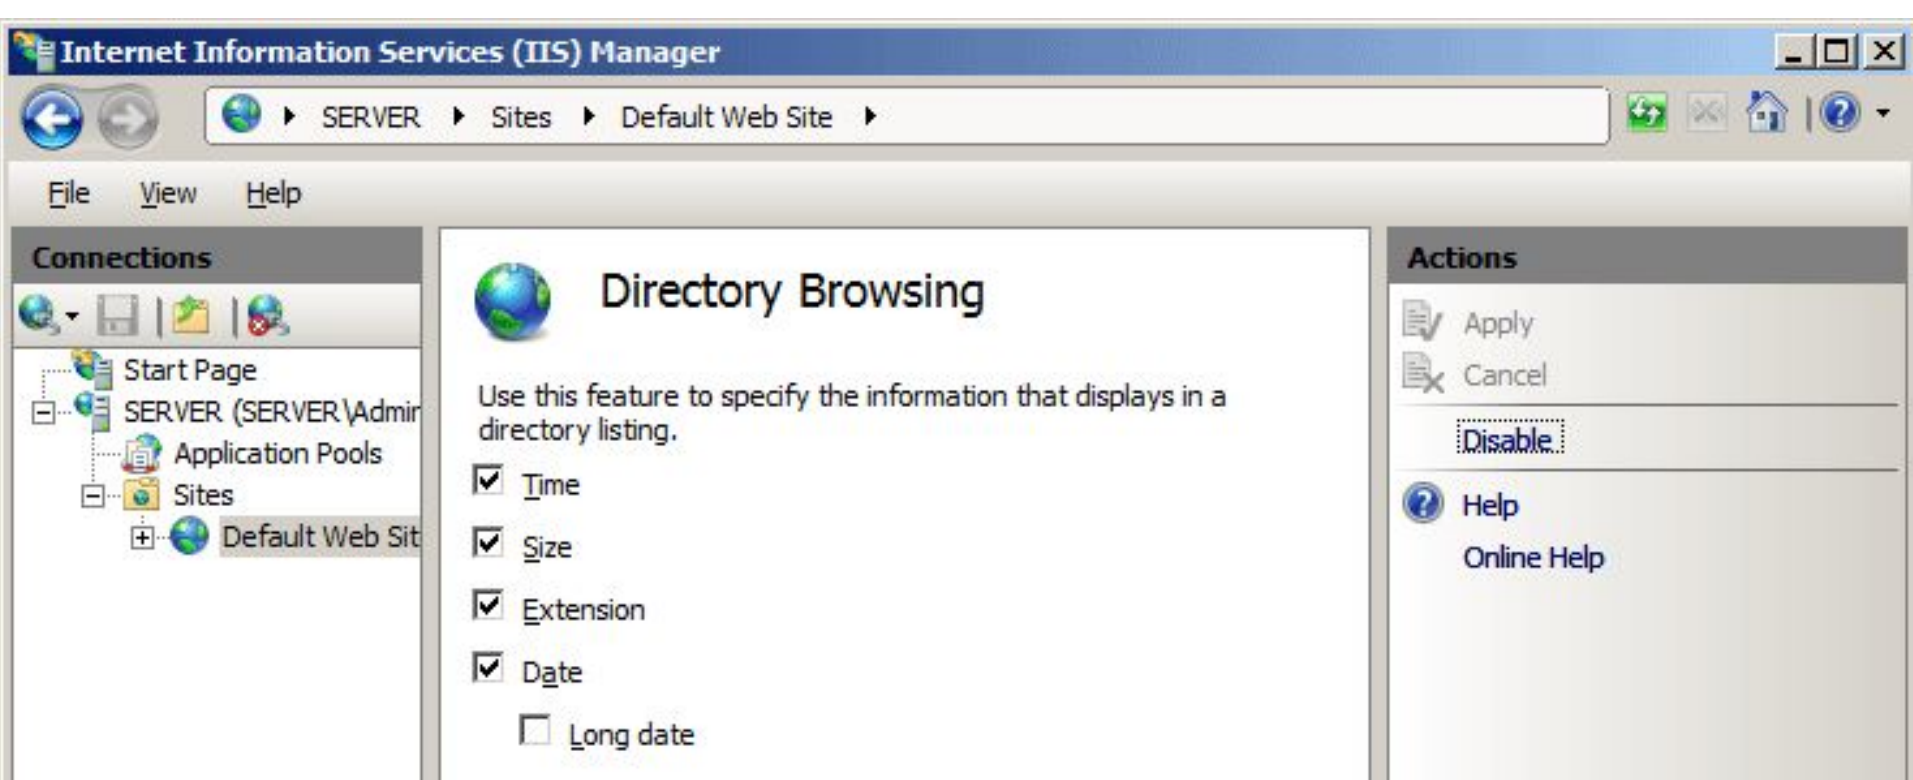 Internet Information Services (IIS) Manager
SERVER Sites Default Web Site
File View Help
Connections
Start Page
SERVER (SERVER\Admir
Application Pools
Sites
Default Web Sit
Directory Browsing
Use this feature to specify the information that displays in a
directory listing.
Time
Size
Extension
Date
Long date
Actions
Apply
Cancel
Disable
Help
Online Help